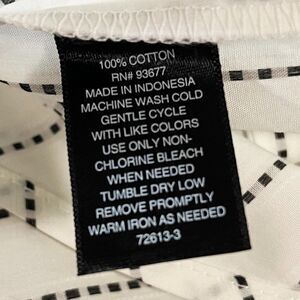 100% COTTON
RN# 93677
MADE IN INDONESIA
MACHINE WASH COLD
GENTLE CYCLE
WITH LIKE COLORS
USE ONLY NON-
CHLORINE BLEACH
WHEN NEEDED
TUMBLE DRY LOW
REMOVE PROMPTLY
WARM IRON AS NEEDED
72613-3